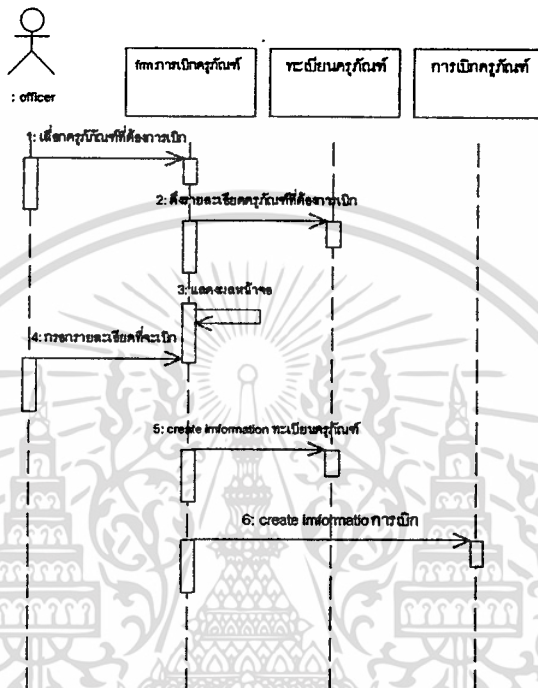 : officer
frmการเบิกครุภัณฑ์
ทะเบียนครุภัณฑ์
การเบิกครุภัณฑ์
1: เลือกครุภัณฑ์ที่ต้องการเบิก
2: ดึงรายละเอียดครุภัณฑ์ที่ต้องการเบิก
3: แสดงผลหน้าจอ
4: กรอกรายละเอียดที่จะเบิก
5: create imformation ทะเบียนครุภัณฑ์
6: create imformatio การเบิก